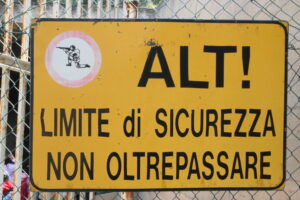 ALT!
LIMITE di SICUREZZA
NON OLTREPASSARE